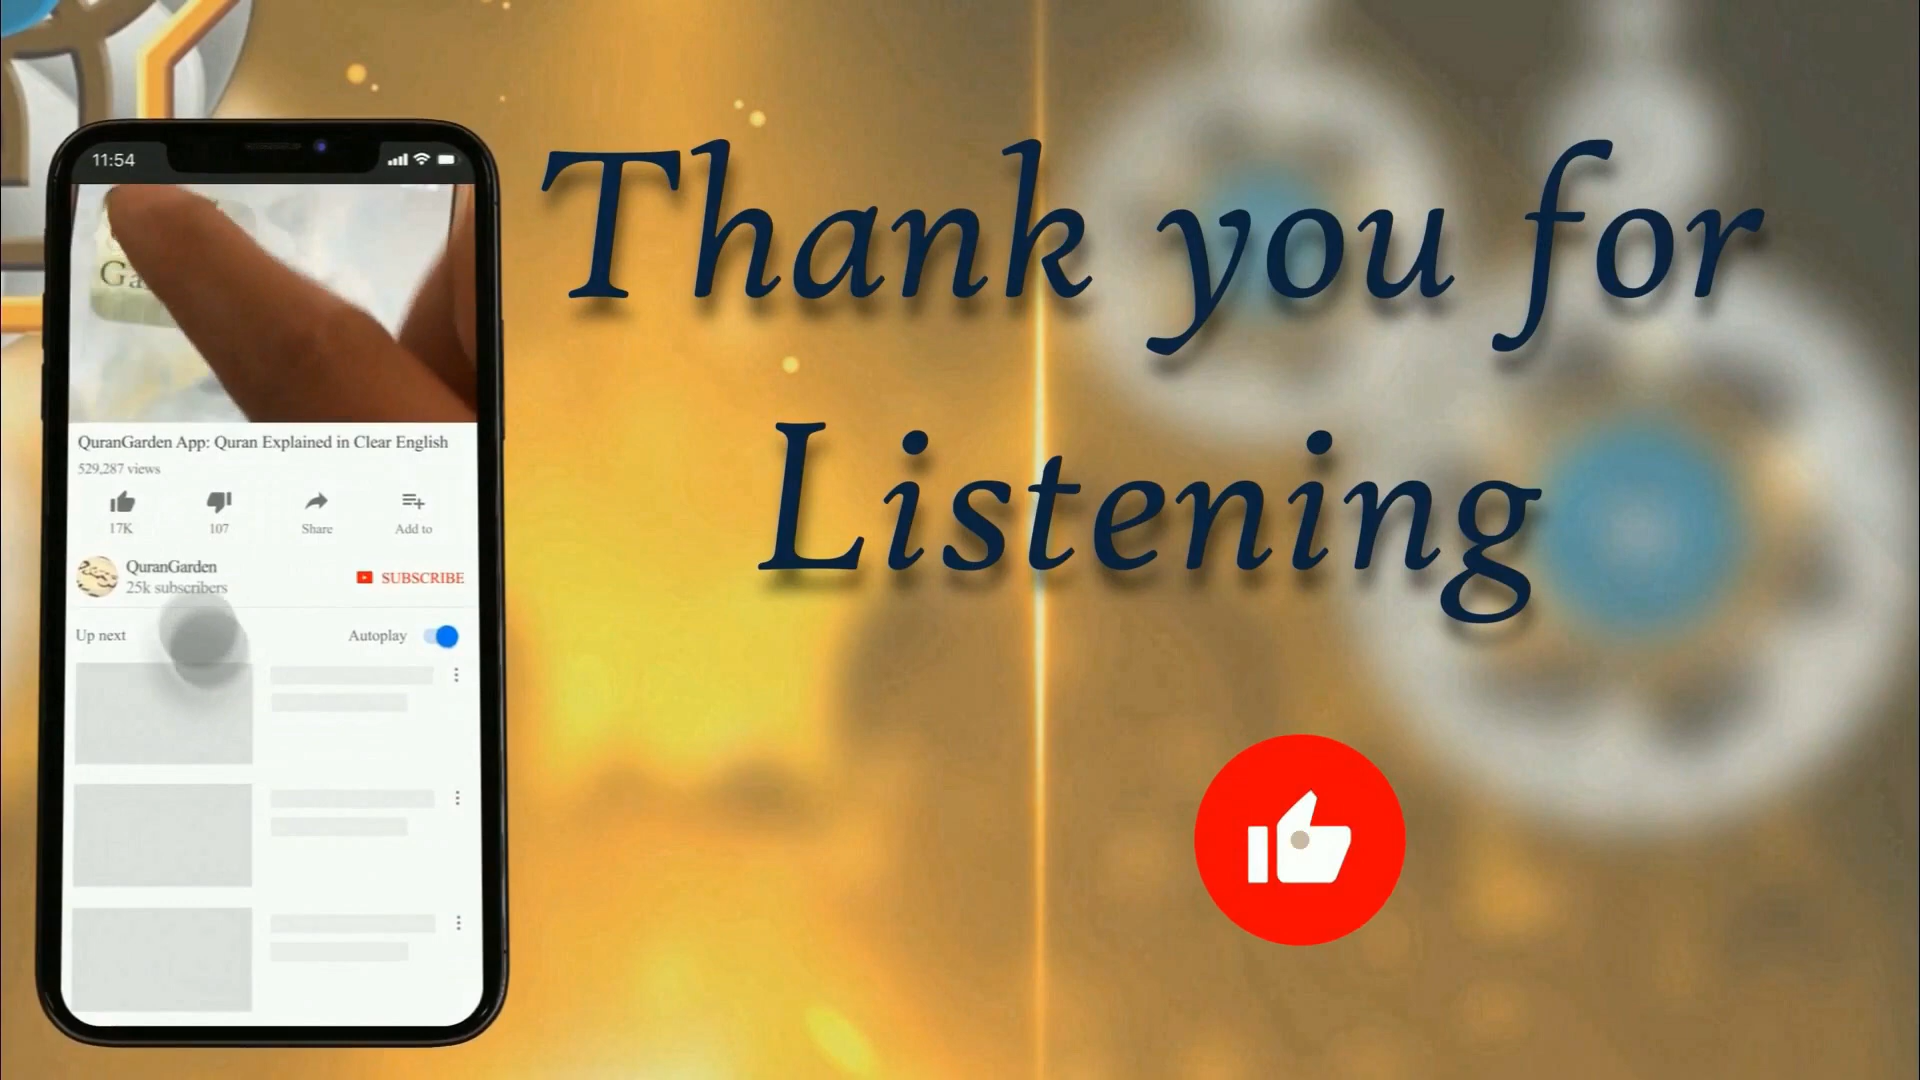 11:54
Thank you for
Listening
QuranGarden App: Quran Explained in Clear English
529,287 views
17K
107
Share
Add to
QuranGarden
25k subscribers
SUBSCRIBE
Up next
Autoplay